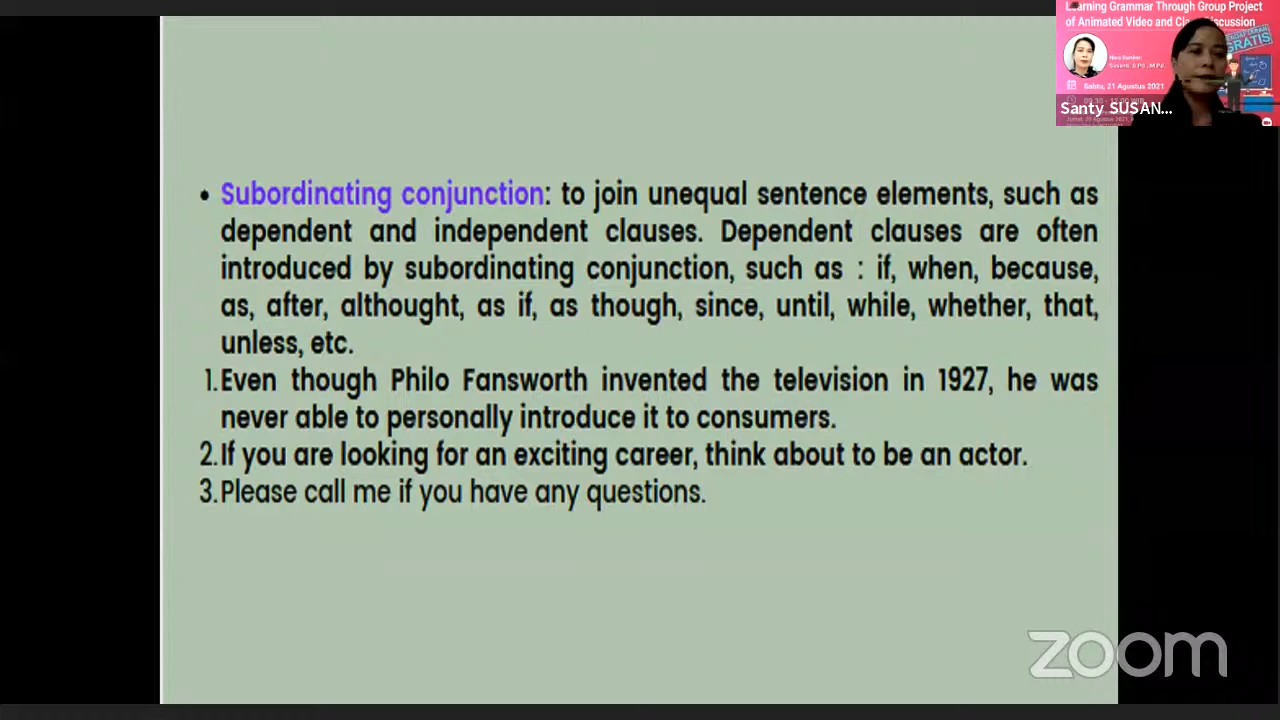 Learning Grammar Through Group Project
of Animated Video and Discussion
GRATIS
Sabtu, 21 Agustus 2021
Santy SUSAN...
• Subordinating conjunction: to join unequal sentence elements, such as
dependent and independent clauses. Dependent clauses are often
introduced by subordinating conjunction, such as : if, when, because,
as, after, althought, as if, as though, since, until, while, whether, that,
unless, etc.
1.Even though Philo Fansworth invented the television in 1927, he was
never able to personally introduce it to consumers.
2.If you are looking for an exciting career, think about to be an actor.
3.Please call me if you have any questions.
zoom